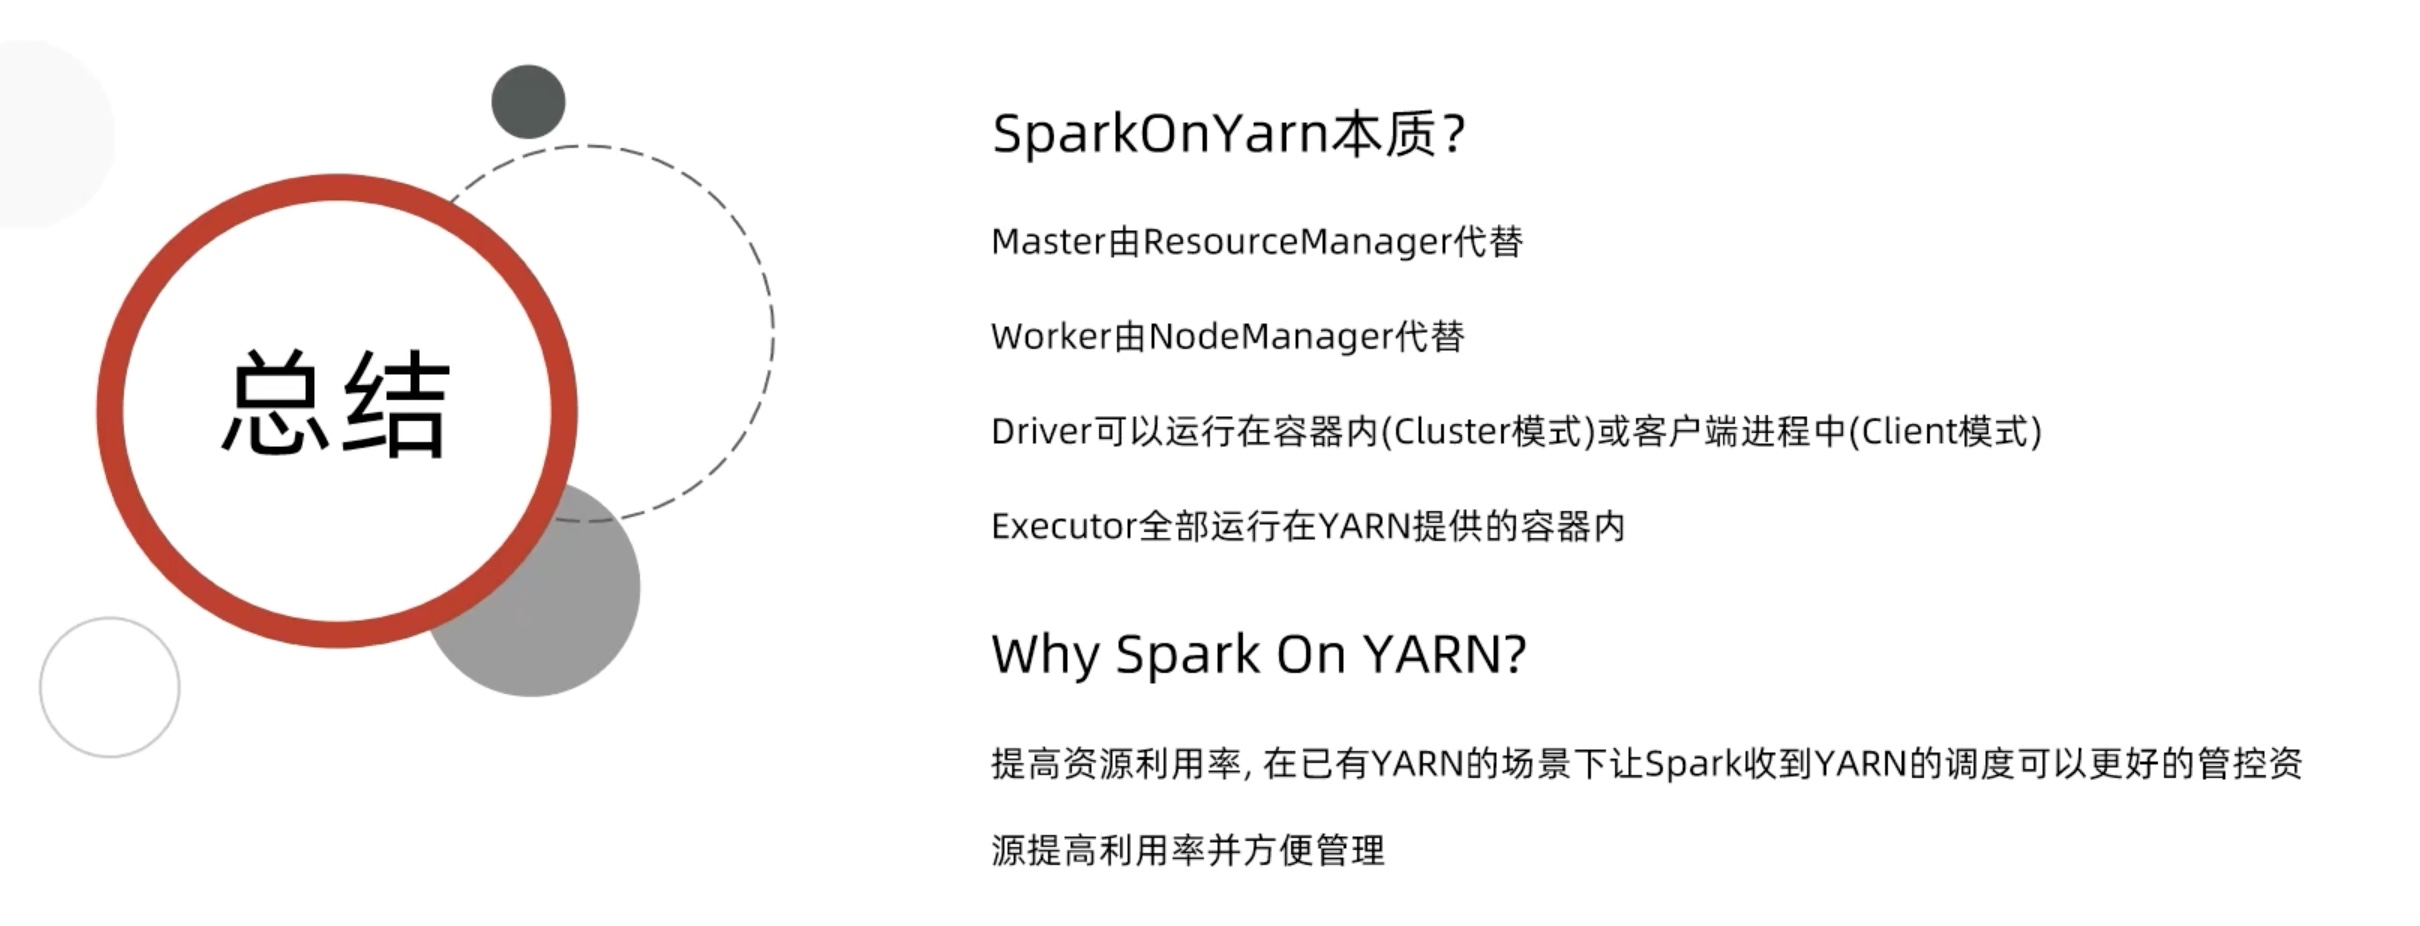 总结
SparkOnYarn本质?
Master由ResourceManager代替
Worker由NodeManager代替
Driver可以运行在容器内(Cluster模式)或客户端进程中(Client模式)
Executor全部运行在YARN提供的容器内
Why Spark On YARN?
提高资源利用率, 在已有YARN的场景下让Spark收到YARN的调度可以更好的管控资
源提高利用率并方便管理